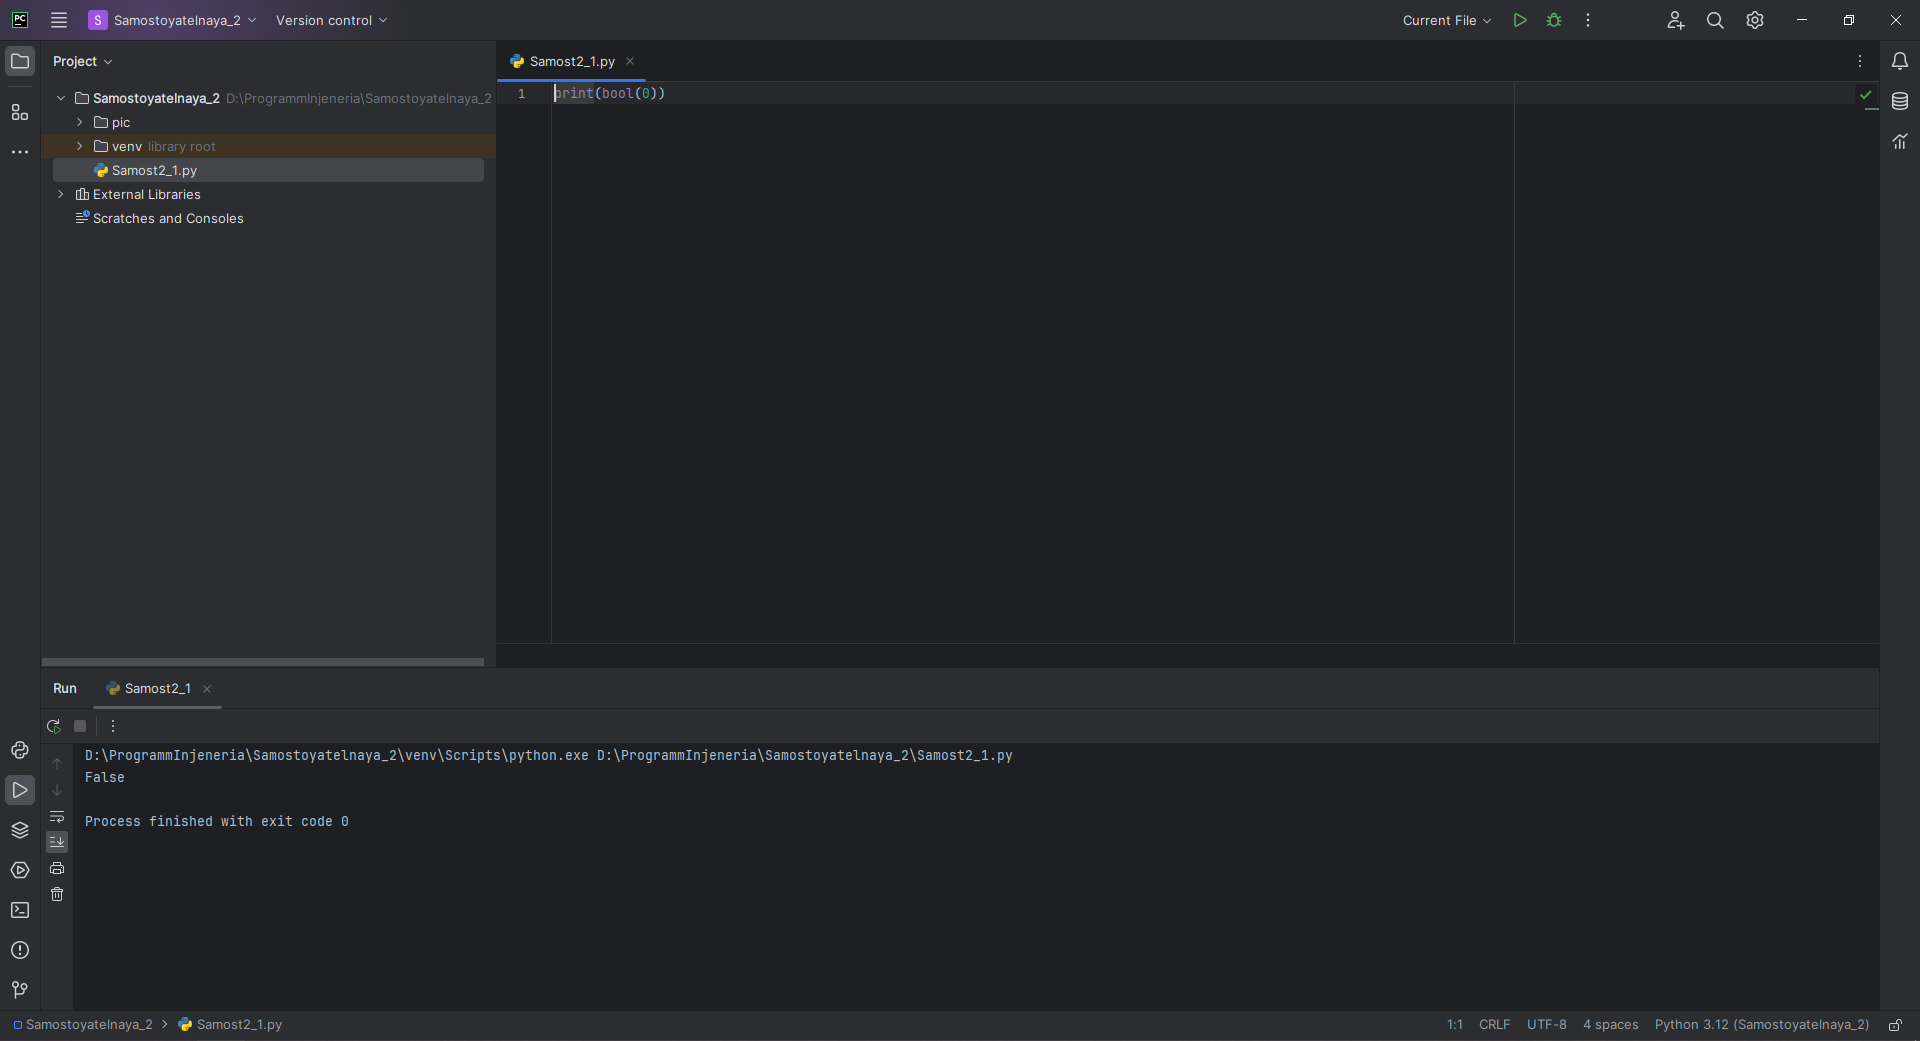 PC S Samostoyatelnaya_2 Version control Current File
Project
Samost2_1.py
Samostoyatelnaya_2 D:\ProgrammInjeneria\Samostoyatelnaya_2
pic
venv library root
Samost2_1.py
External Libraries
Scratches and Consoles
1 print(bool(0))
Run Samost2_1
D:\ProgrammInjeneria\Samostoyatelnaya_2\venv\Scripts\python.exe D:\ProgrammInjeneria\Samostoyatelnaya_2\Samost2_1.py
False
Process finished with exit code 0
Samostoyatelnaya_2 Samost2_1.py 1:1 CRLF UTF-8 4 spaces Python 3.12 (Samostoyatelnaya_2)